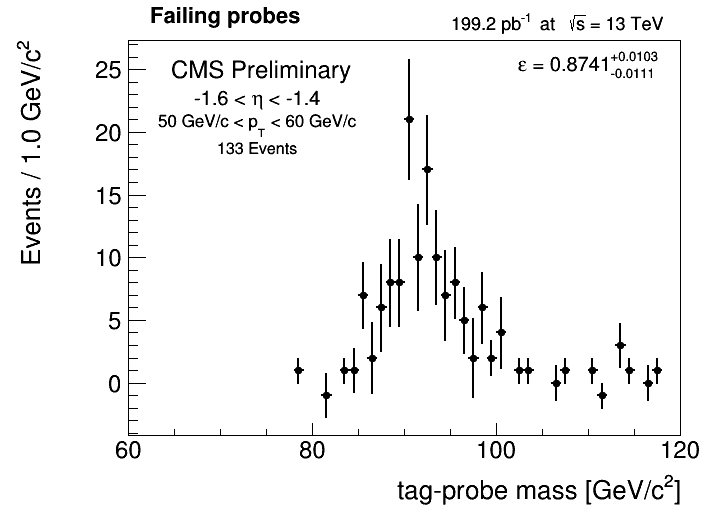 Failing probes
199.2 pb⁻¹ at √s = 13 TeV
CMS Preliminary
ε = 0.8741 +0.0103 -0.0111
-1.6 < η < -1.4
50 GeV/c < p_T < 60 GeV/c
133 Events
Events / 1.0 GeV/c²
25
20
15
10
5
0
60 80 100 120
tag-probe mass [GeV/c²]